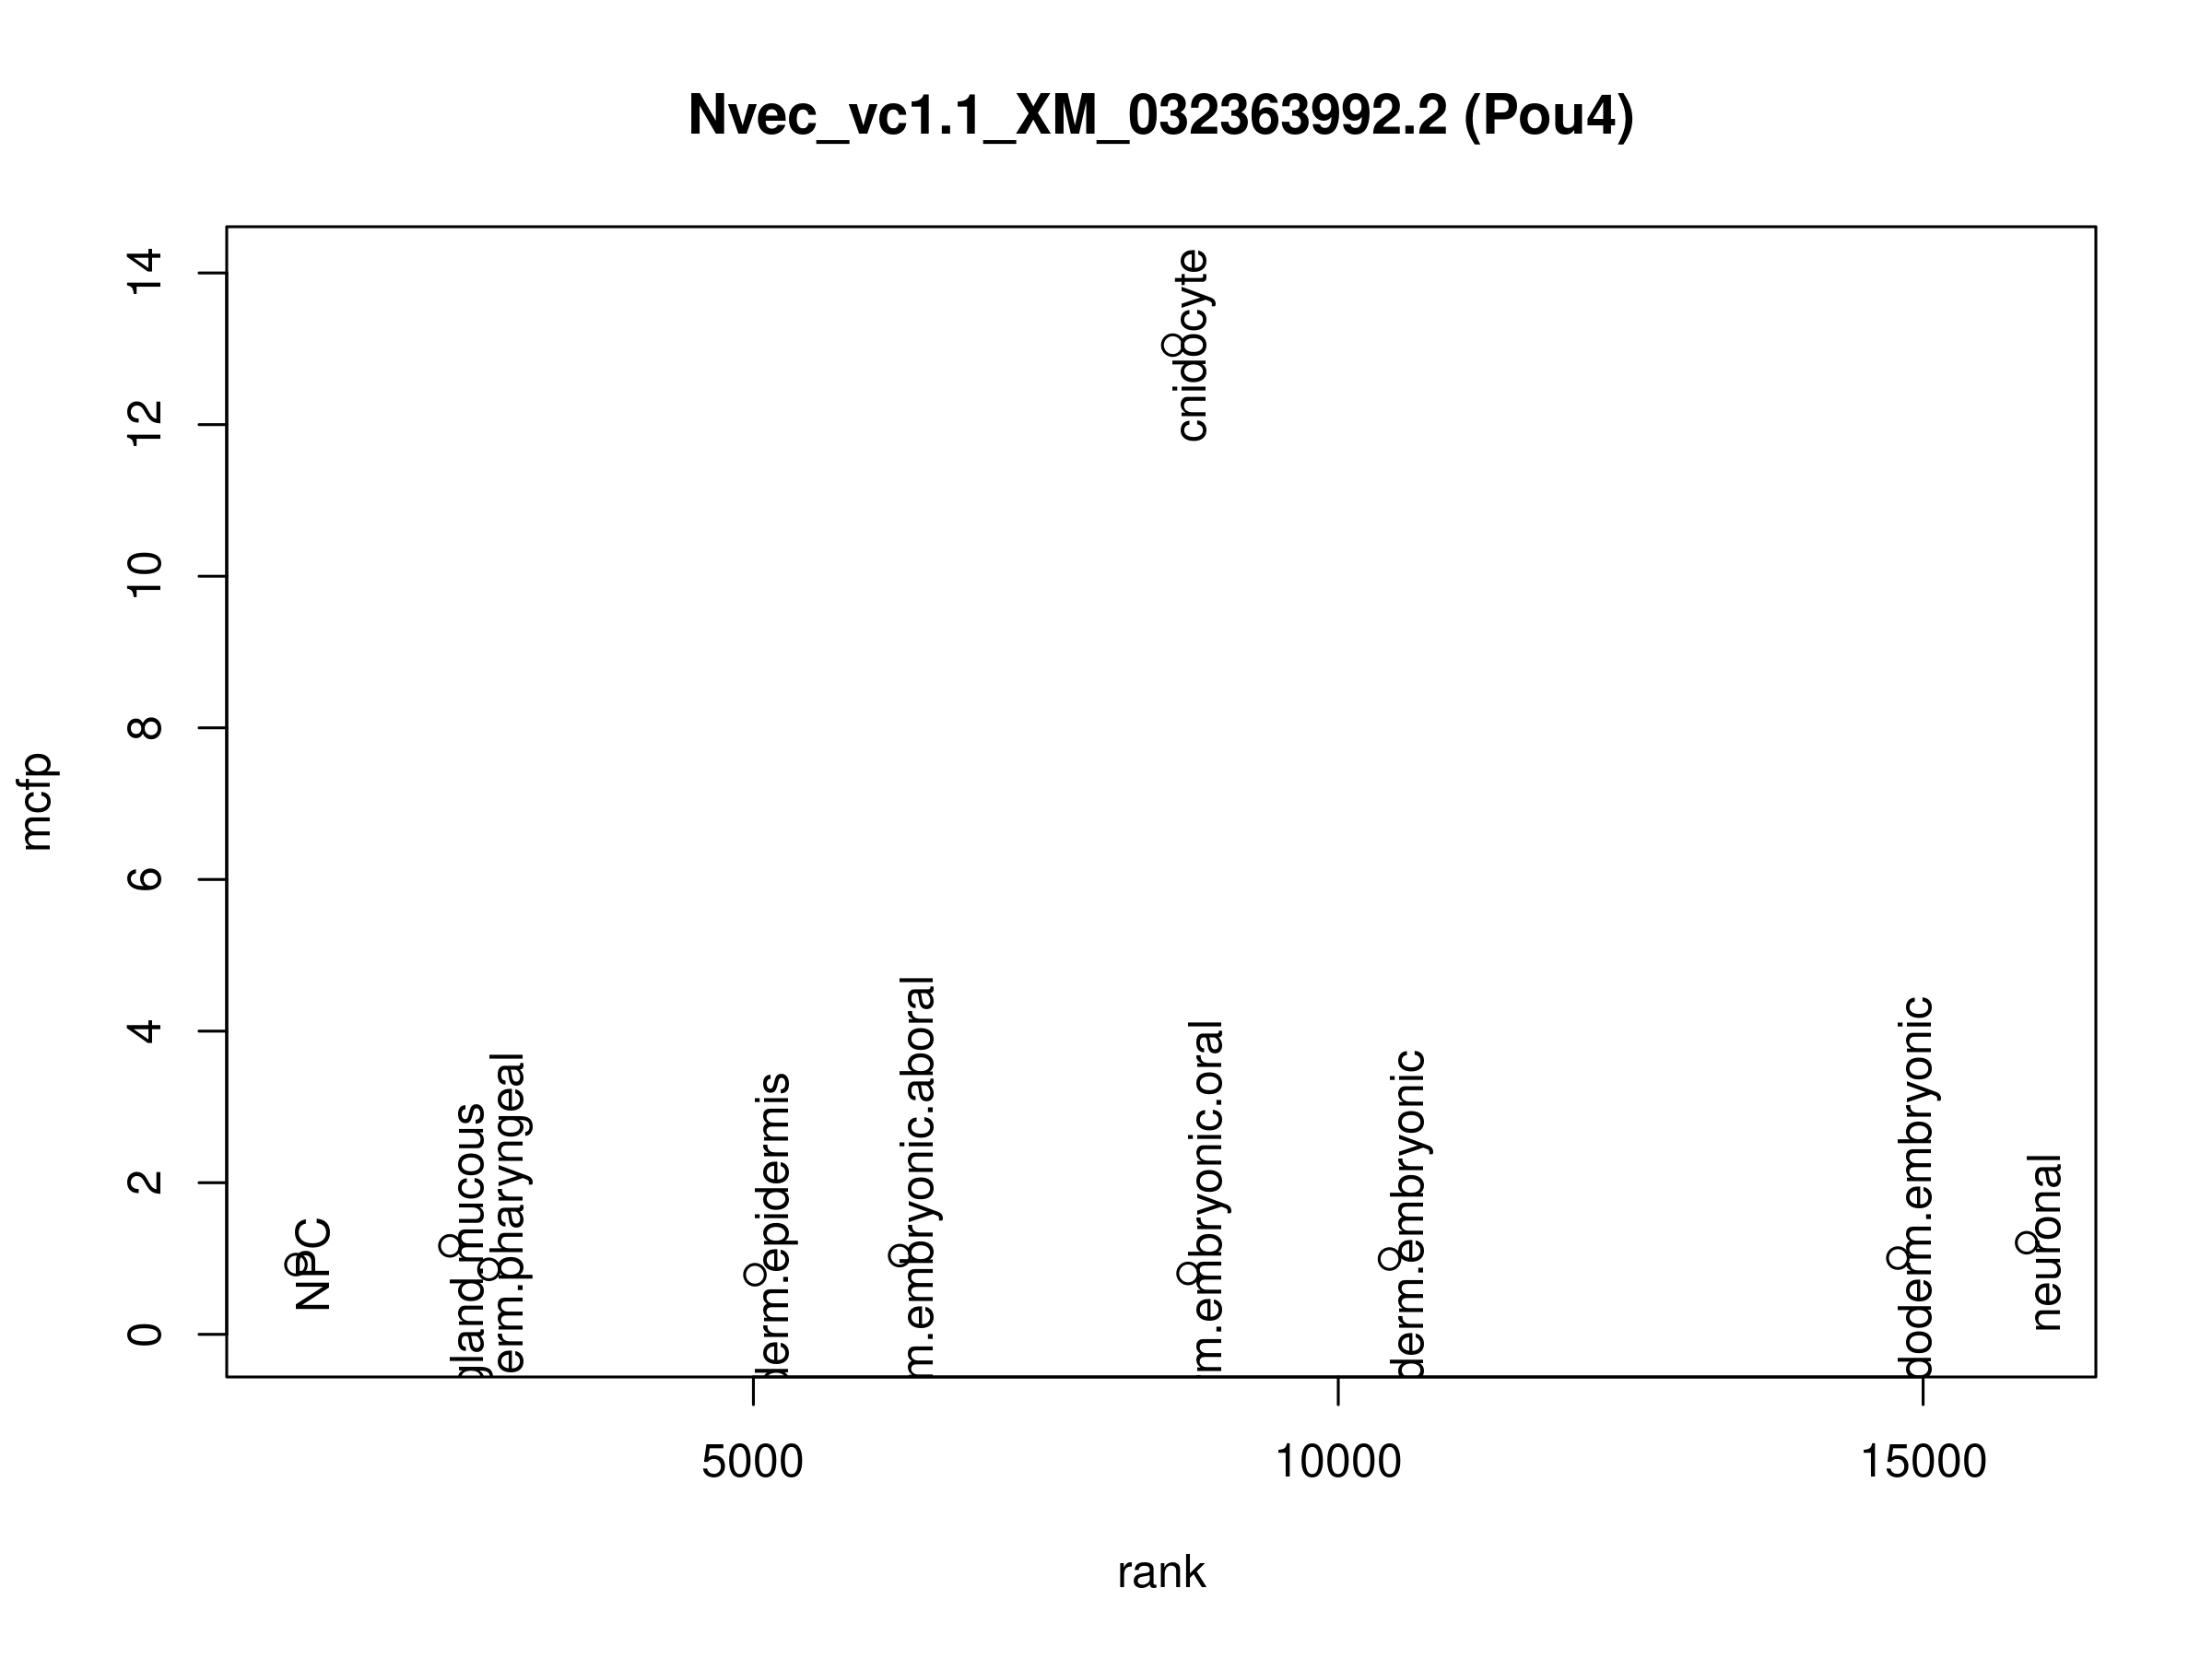 Nvec_vc1.1_XM_032363992.2 (Pou4)
14
12
10
8
6
4
2
0
mcfp
cnidocyte
NPC
gland.mucous
erm.pharyngeal
derm.epidermis
m.embryonic.aboral
m.embryonic.oral
derm.embryonic
doderm.embryonic
neuronal
5000
10000
15000
rank